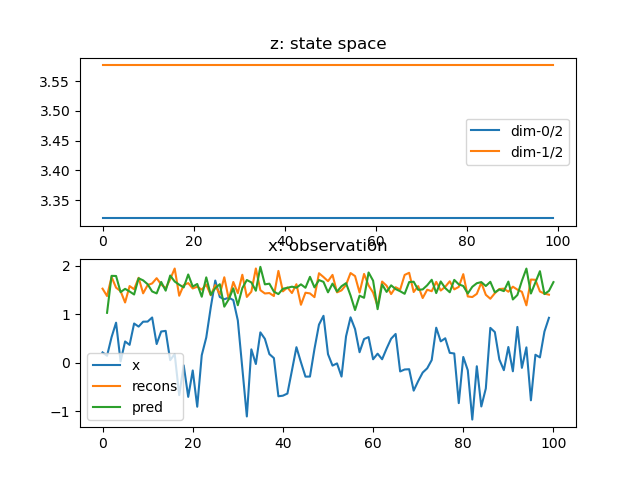 z: state space
3.55
3.50
3.45
3.40
3.35
dim-0/2
dim-1/2
0 20 40 60 80 100
x: observation
2
1
0
−1
x
recons
pred
0 20 40 60 80 100